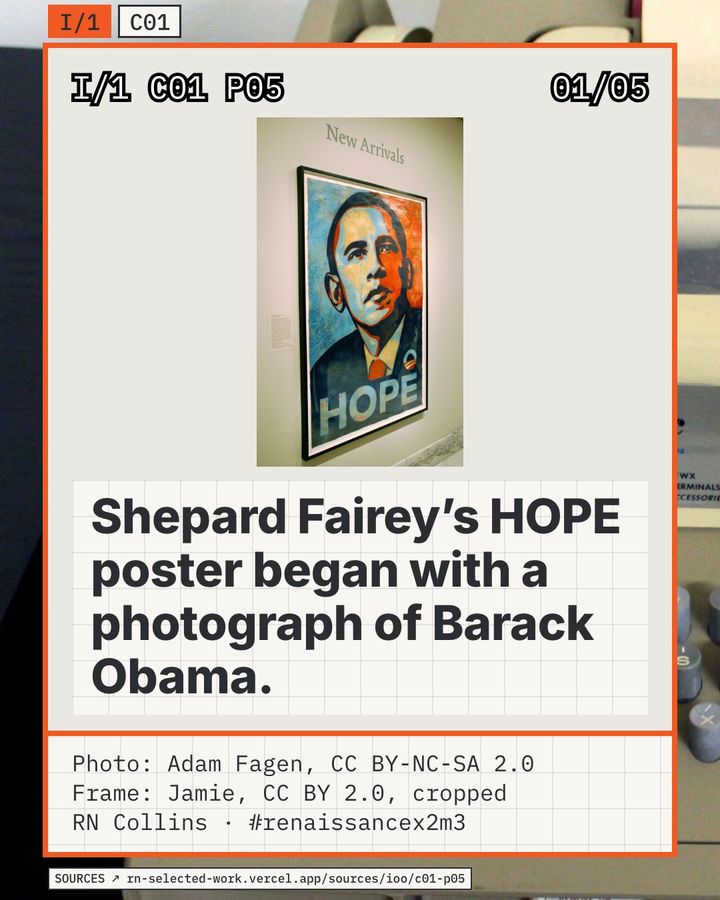 I/1 C01
I/1 C01 P05 01/05
New Arrivals
HOPE
Shepard Fairey’s HOPE
poster began with a
photograph of Barack
Obama.
Photo: Adam Fagen, CC BY-NC-SA 2.0
Frame: Jamie, CC BY 2.0, cropped
RN Collins · #renaissancex2m3
SOURCES ↗ rn-selected-work.vercel.app/sources/ioo/c01-p05
TERMINALS
S
X